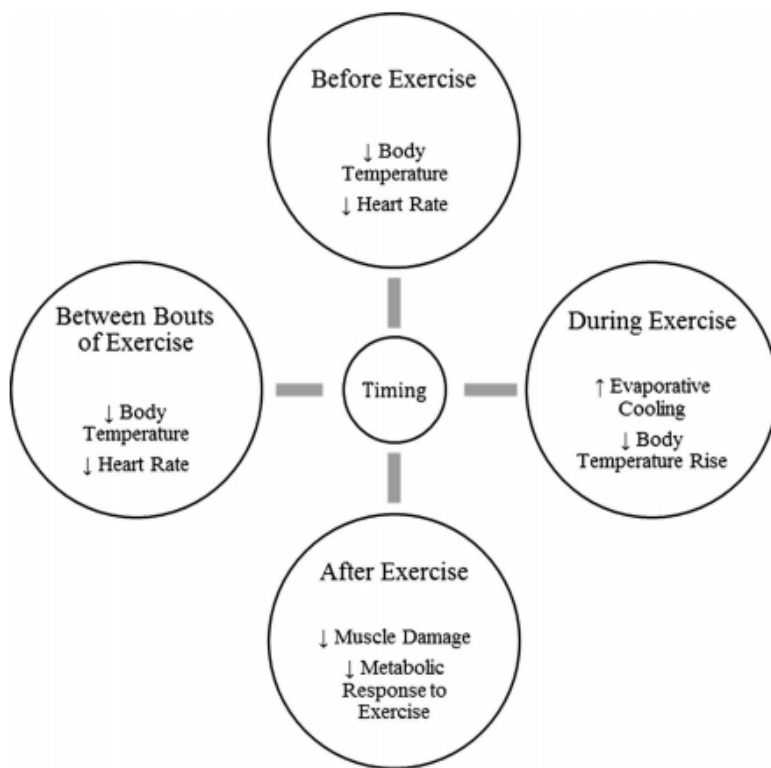 Before Exercise
↓ Body
Temperature
↓ Heart Rate
Between Bouts
of Exercise
↓ Body
Temperature
↓ Heart Rate
Timing
During Exercise
↑ Evaporative
Cooling
↓ Body
Temperature Rise
After Exercise
↓ Muscle Damage
↓ Metabolic
Response to
Exercise